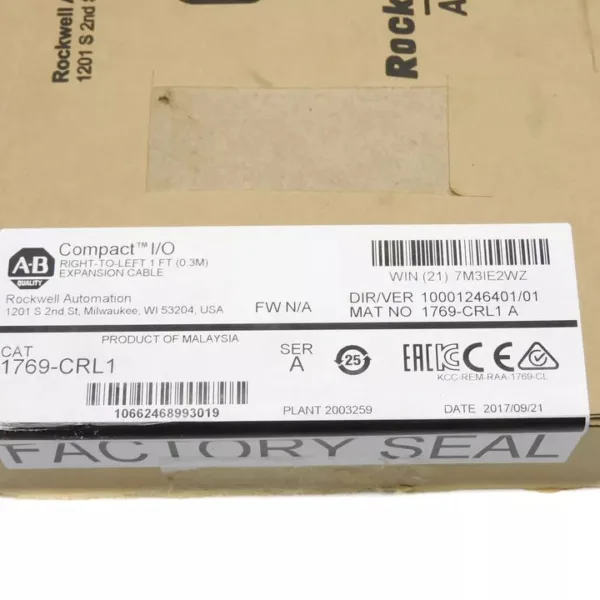 Rockwell
1201 S 2nd S
Rock
A
A-B
QUALITY
Compact™ I/O
RIGHT-TO-LEFT 1 FT (0.3M)
EXPANSION CABLE
Rockwell Automation
1201 S 2nd St, Milwaukee, WI 53204, USA
FW N/A
WIN (21) 7M3IE2WZ
DIR/VER 10001246401/01
MAT NO 1769-CRL1 A
PRODUCT OF MALAYSIA
CAT
1769-CRL1
10662468993019
SER
A
25
PLANT 2003259
EAC CE
KCC-REM-RAA-1769-CL
DATE 2017/09/21
FACTORY SEAL